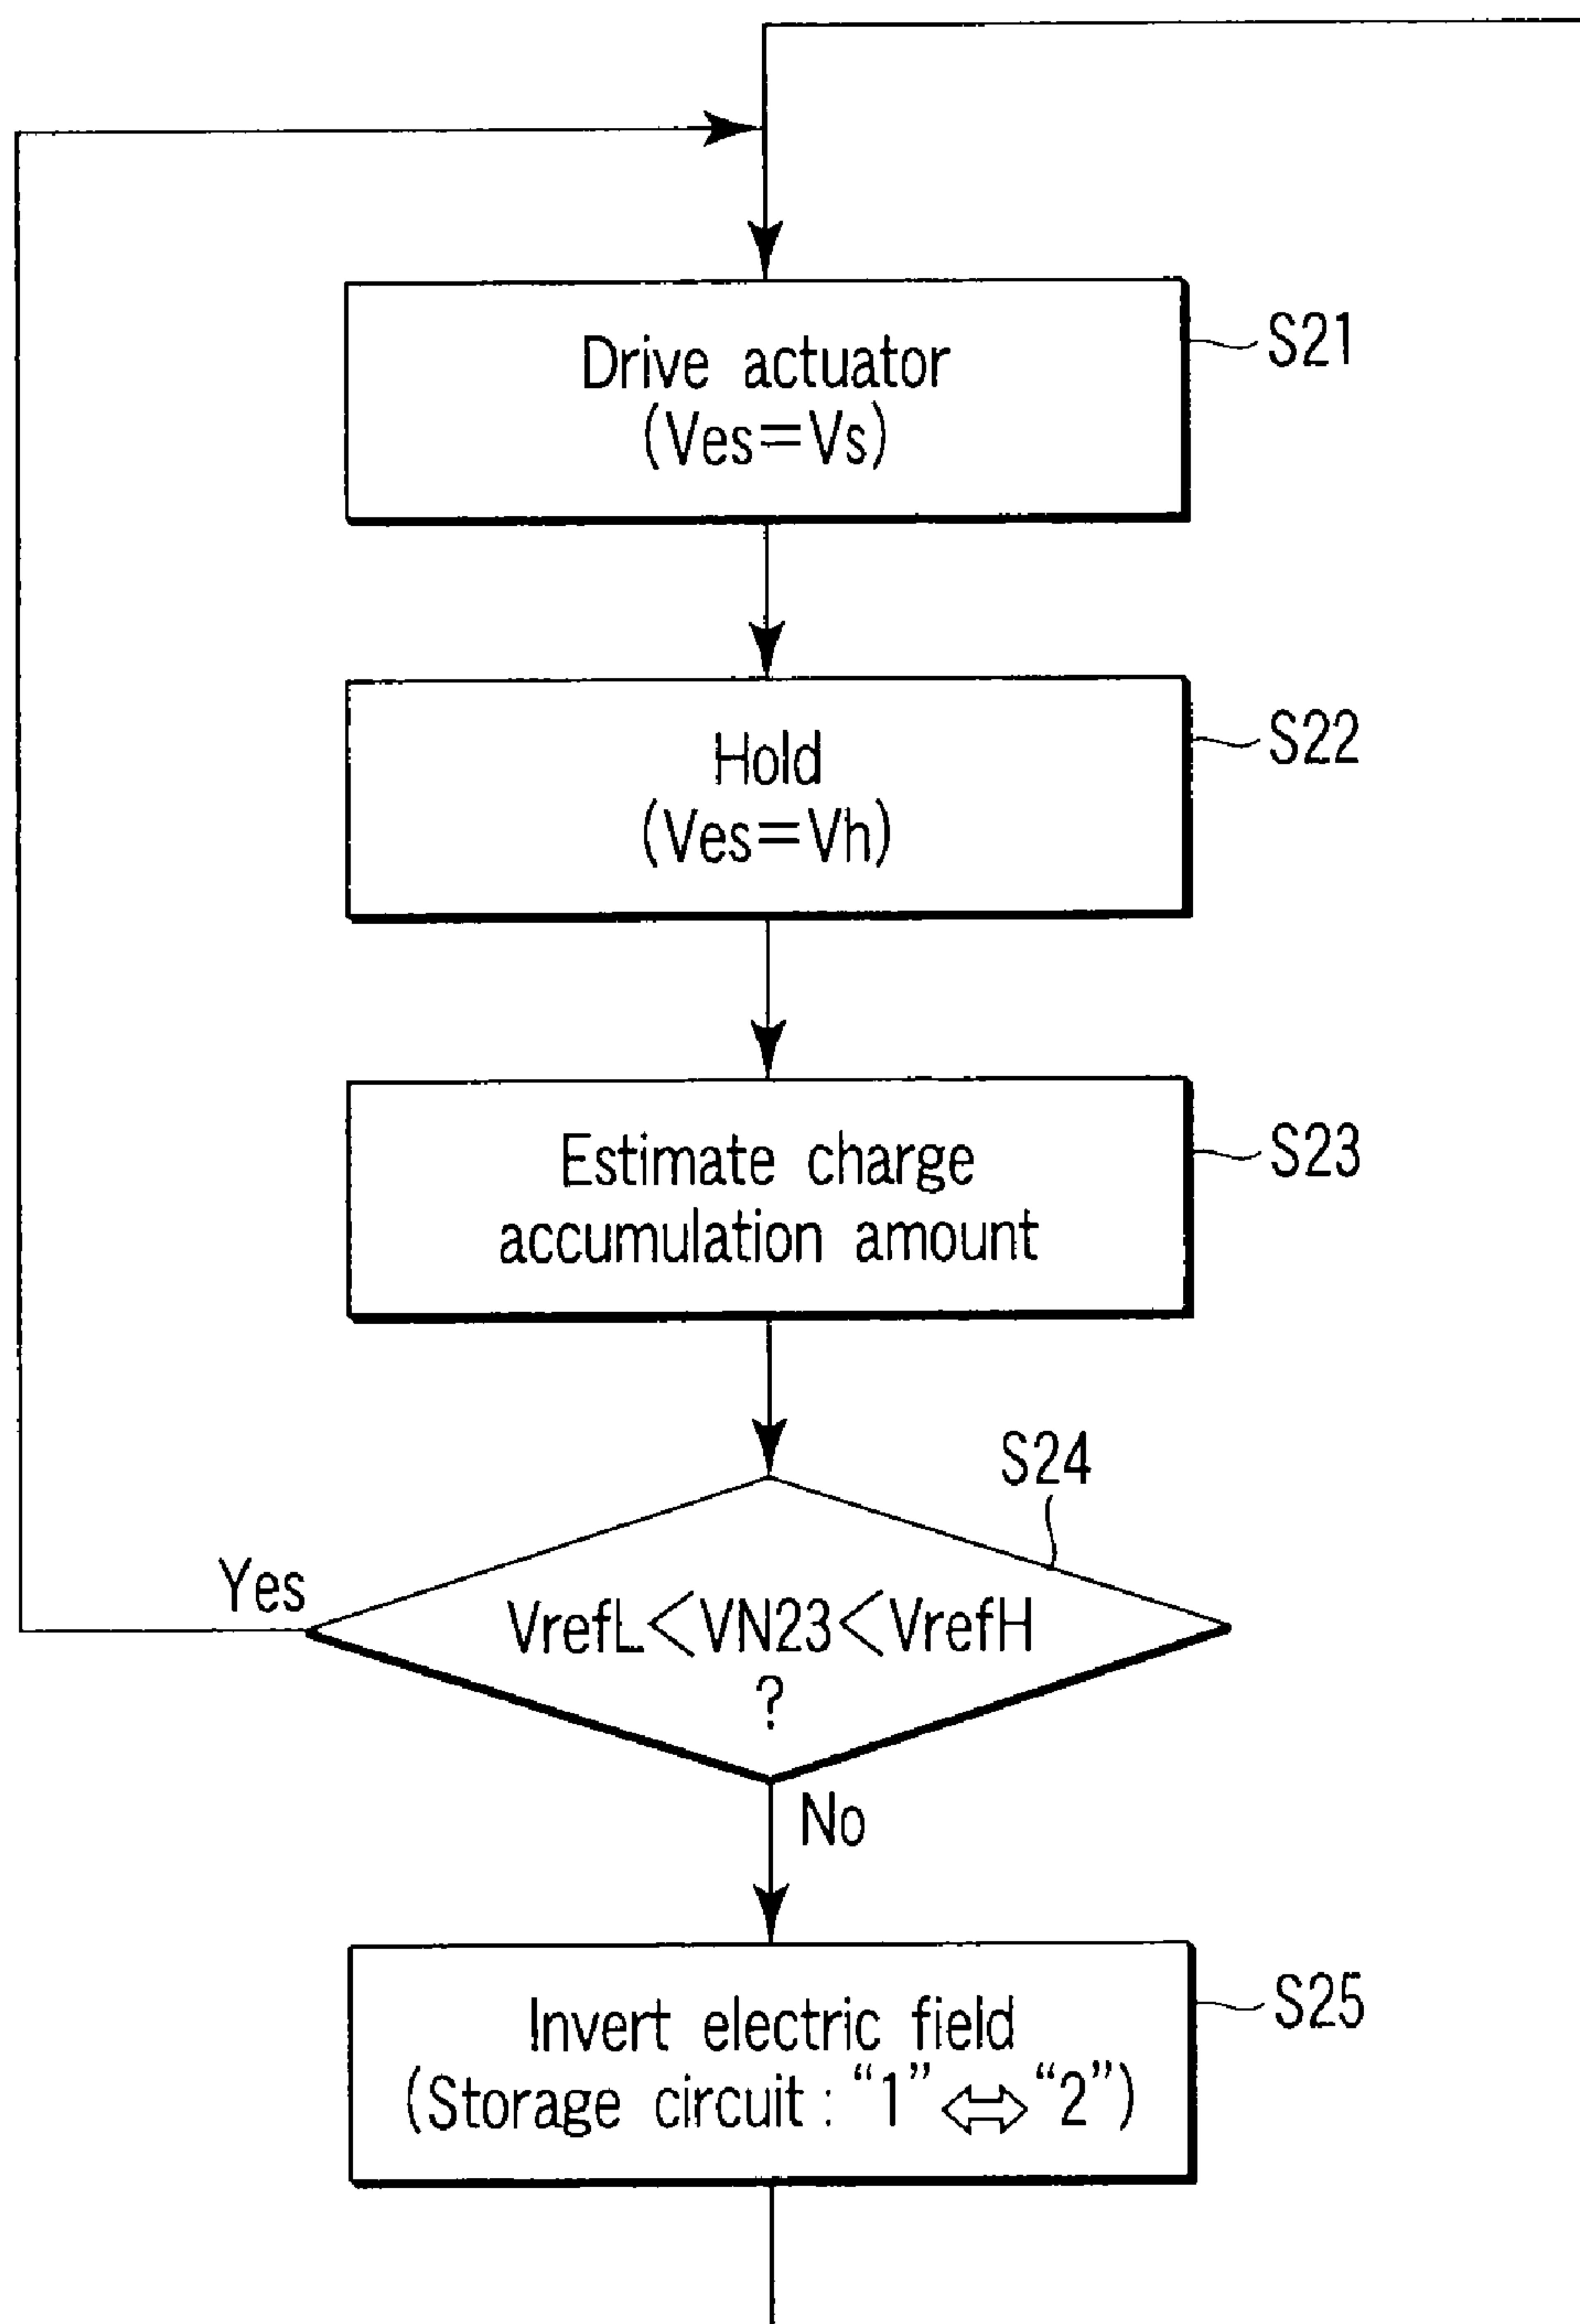 Drive actuator
(Ves=Vs)
S21
Hold
(Ves=Vh)
S22
Estimate charge
accumulation amount
S23
S24
Yes
VrefL<VN23<VrefH
?
No
Invert electric field
(Storage circuit : “1” ⇔ “2”)
S25